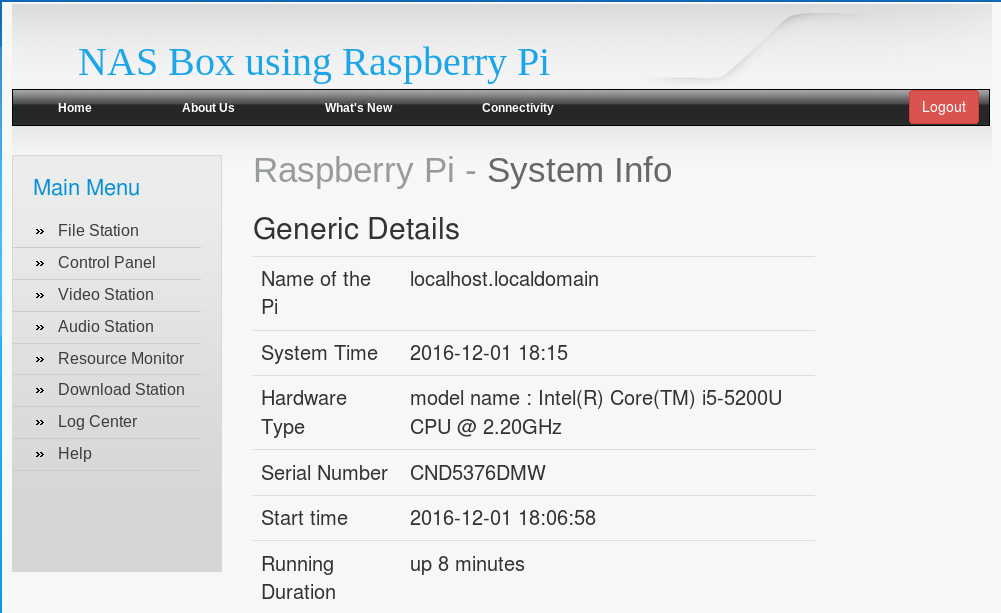 NAS Box using Raspberry Pi
Home About Us What's New Connectivity Logout
Main Menu
File Station
Control Panel
Video Station
Audio Station
Resource Monitor
Download Station
Log Center
Help
Raspberry Pi - System Info
Generic Details
Name of the localhost.localdomain
Pi
System Time 2016-12-01 18:15
Hardware model name : Intel(R) Core(TM) i5-5200U
Type CPU @ 2.20GHz
Serial Number CND5376DMW
Start time 2016-12-01 18:06:58
Running up 8 minutes
Duration